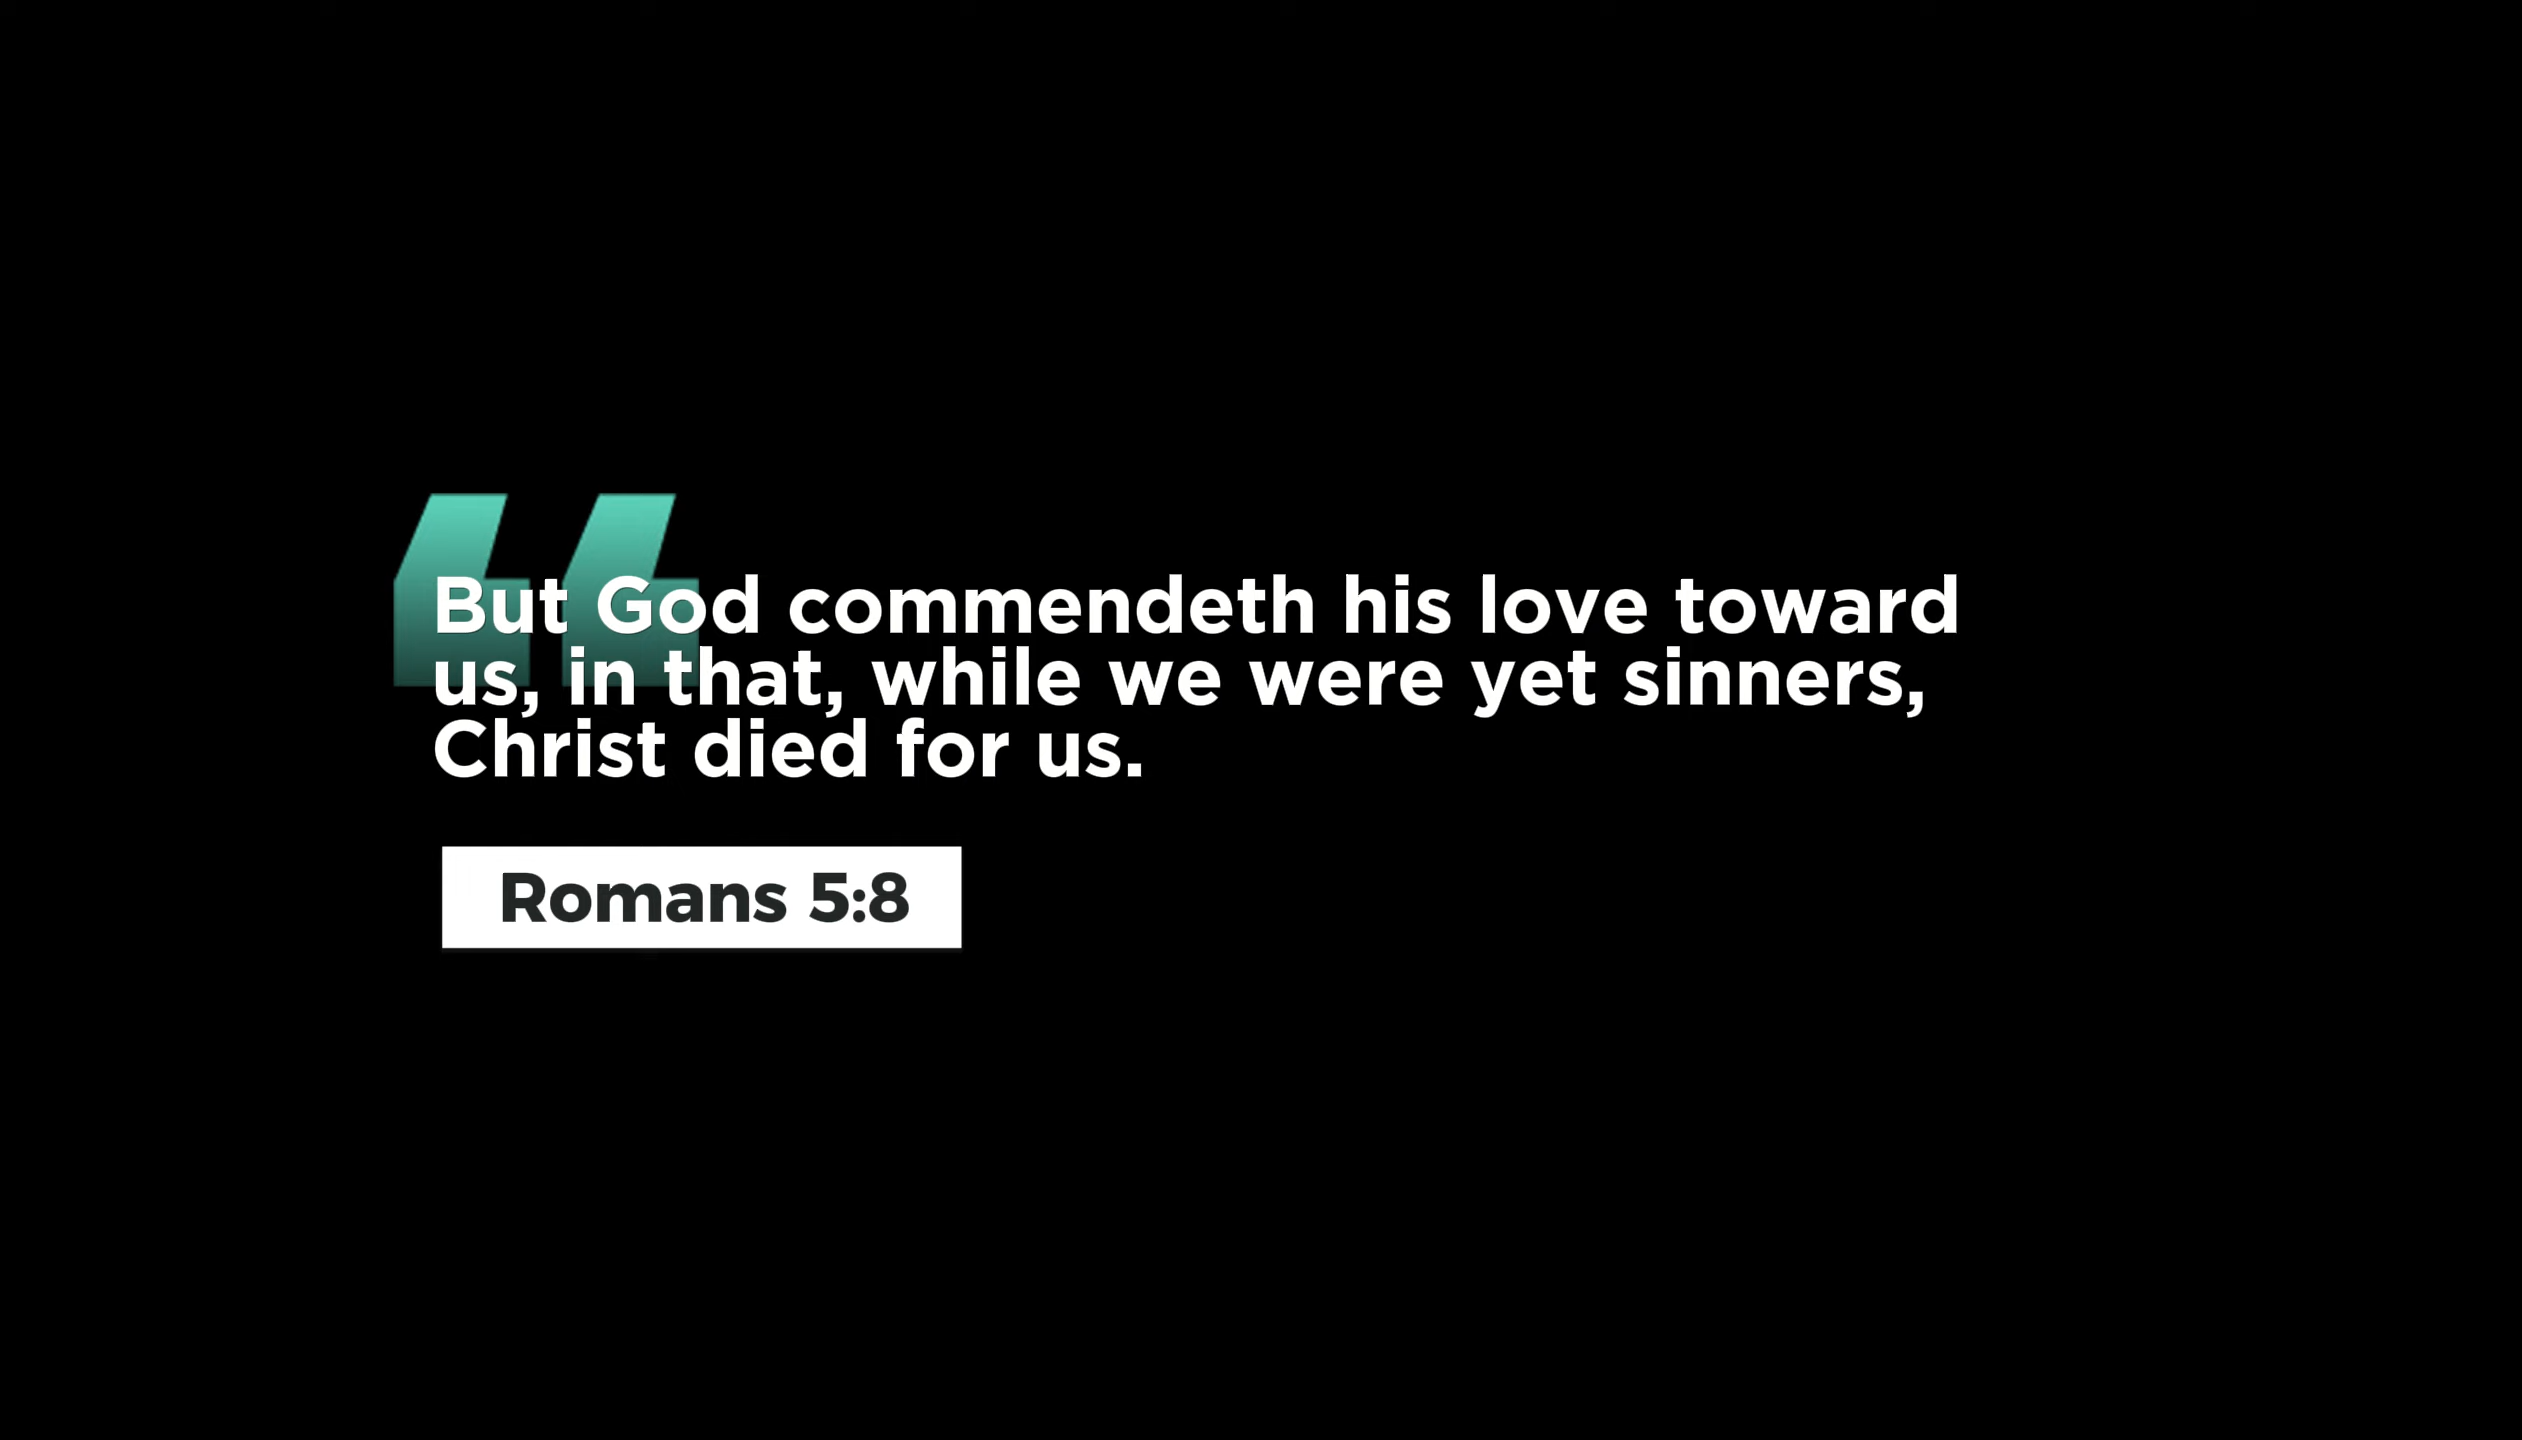 But God commendeth his love toward
us, in that, while we were yet sinners,
Christ died for us.
Romans 5:8